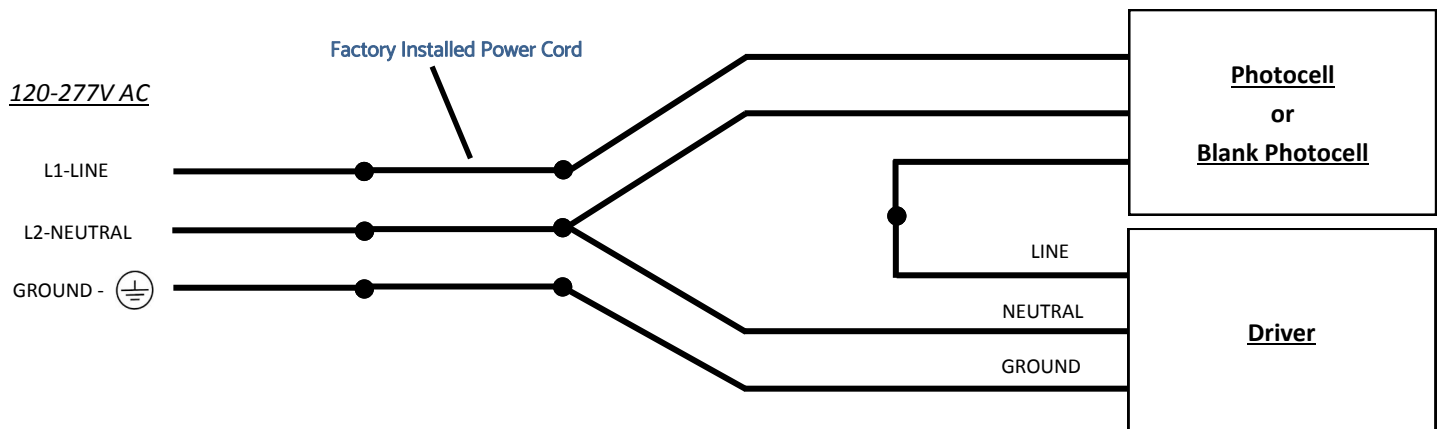 Factory Installed Power Cord
120-277V AC
L1-LINE
L2-NEUTRAL
GROUND -
Photocell
or
Blank Photocell
LINE
NEUTRAL
GROUND
Driver